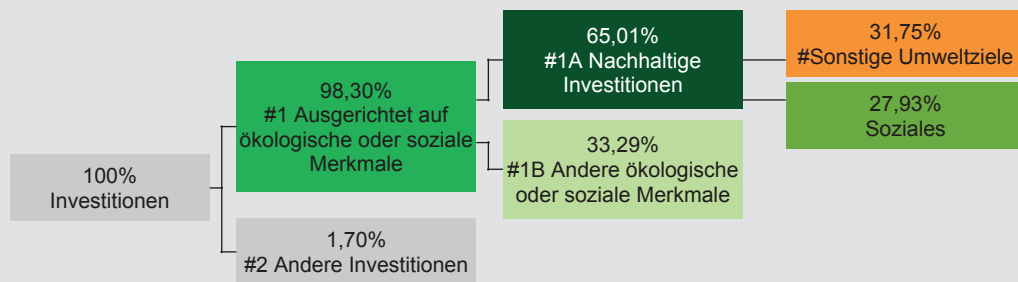 100%
Investitionen
98,30%
#1 Ausgerichtet auf
ökologische oder soziale
Merkmale
1,70%
#2 Andere Investitionen
65,01%
#1A Nachhaltige
Investitionen
33,29%
#1B Andere ökologische
oder soziale Merkmale
31,75%
#Sonstige Umweltziele
27,93%
Soziales